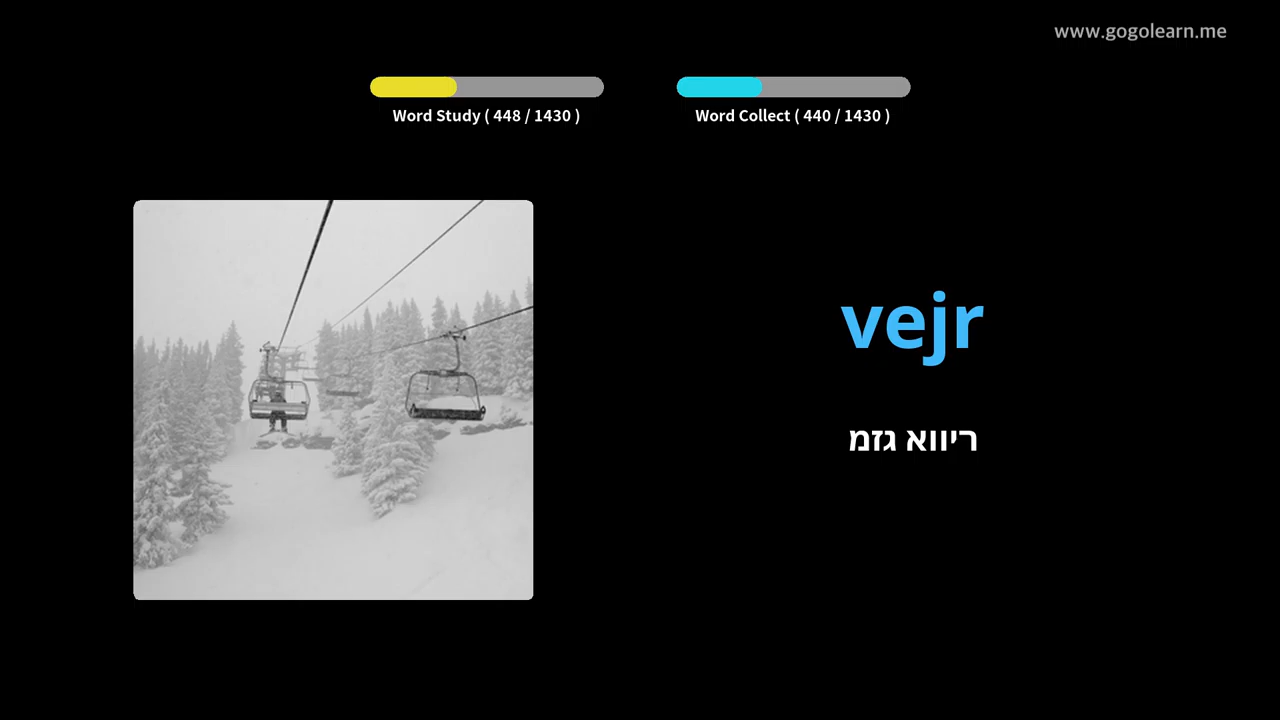 www.gogolearn.me
Word Study ( 448 / 1430 )
Word Collect ( 440 / 1430 )
vejr
ריווא גזמ